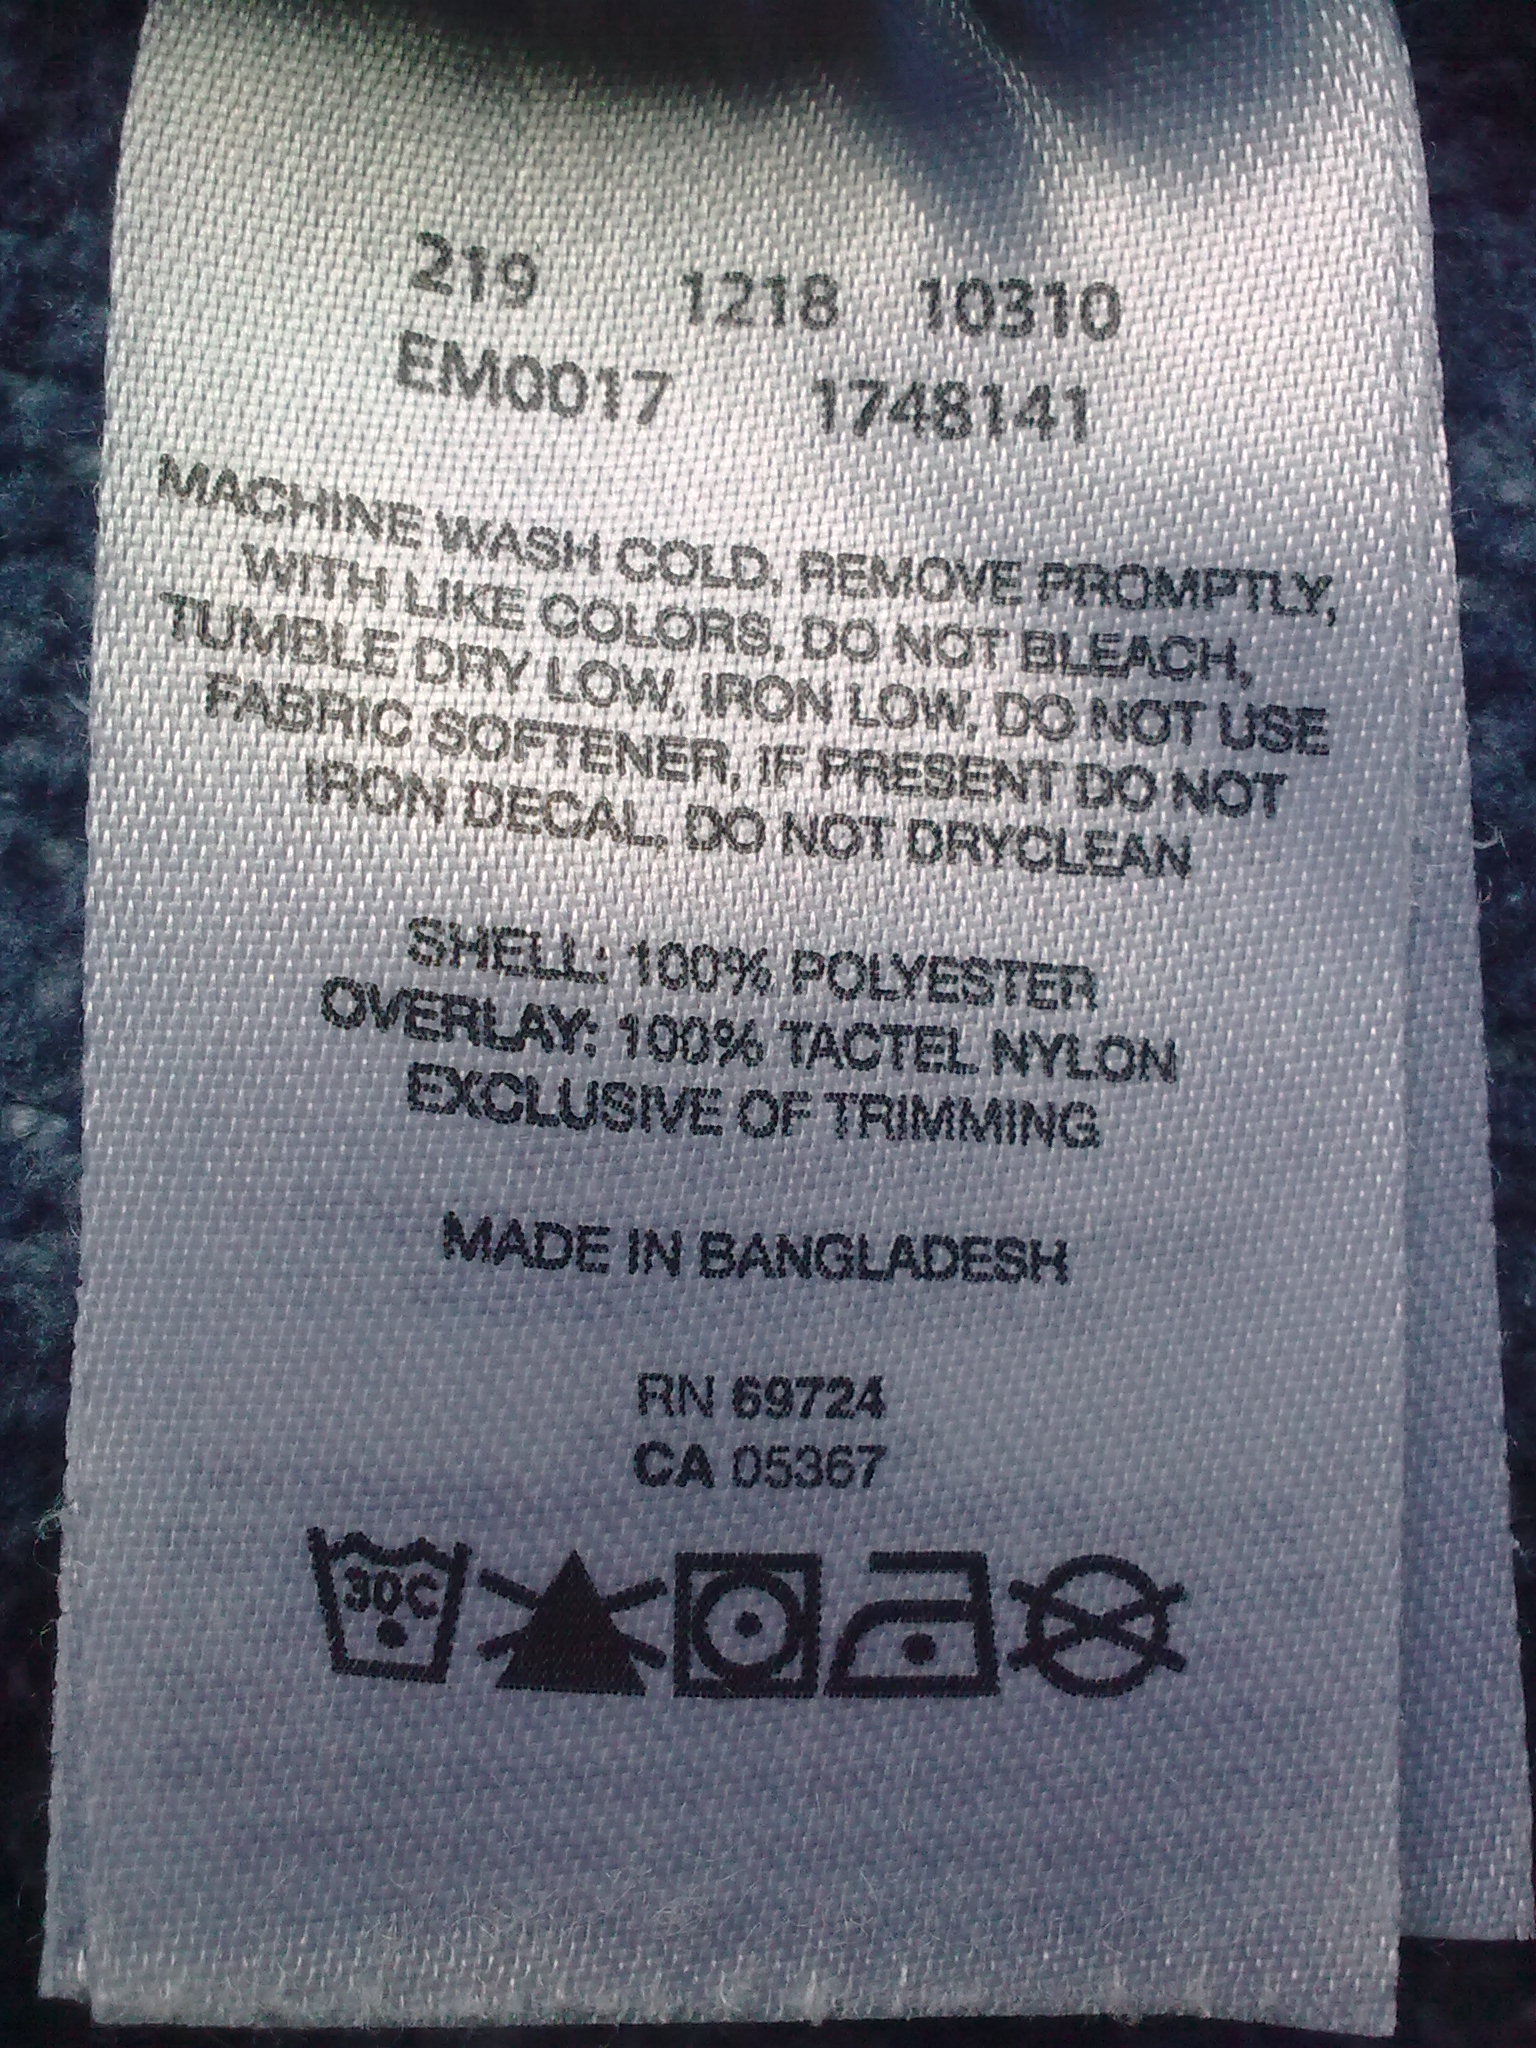 219 1218 10310
EM0017 1748141
MACHINE WASH COLD, REMOVE PROMPTLY,
WITH LIKE COLORS, DO NOT BLEACH,
TUMBLE DRY LOW, IRON LOW, DO NOT USE
FABRIC SOFTENER, IF PRESENT DO NOT
IRON DECAL, DO NOT DRYCLEAN
SHELL: 100% POLYESTER
OVERLAY: 100% TACTEL NYLON
EXCLUSIVE OF TRIMMING
MADE IN BANGLADESH
RN 69724
CA 05367
30C